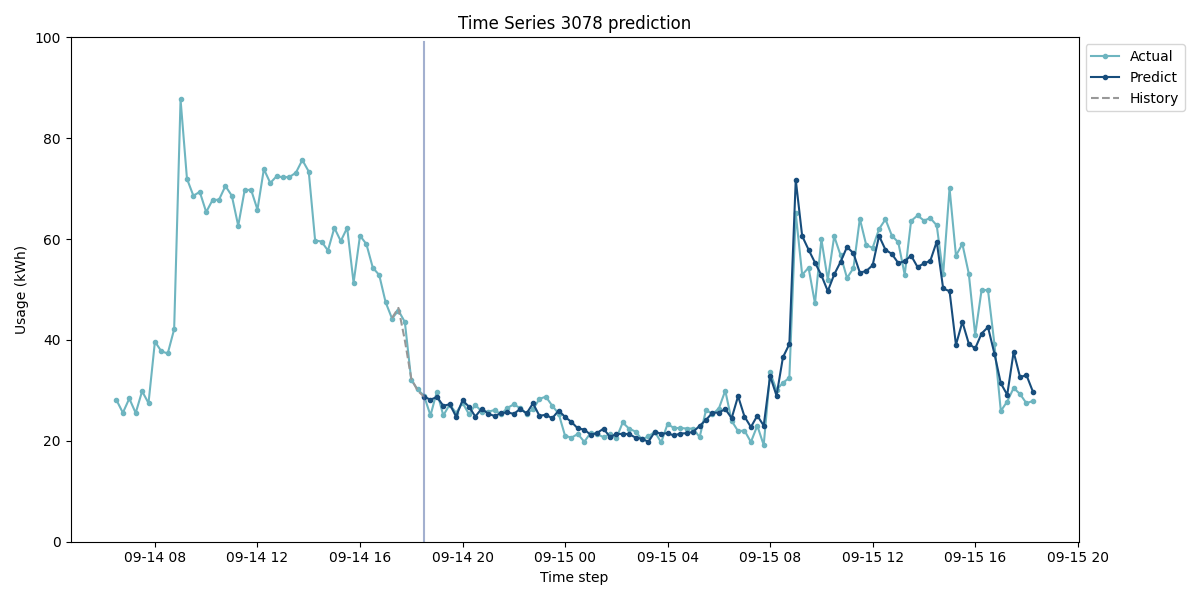 Time Series 3078 prediction
Usage (kWh)
100
80
60
40
20
0
09-14 08
09-14 12
09-14 16
09-14 20
09-15 00
09-15 04
09-15 08
09-15 12
09-15 16
09-15 20
Time step
Actual
Predict
History